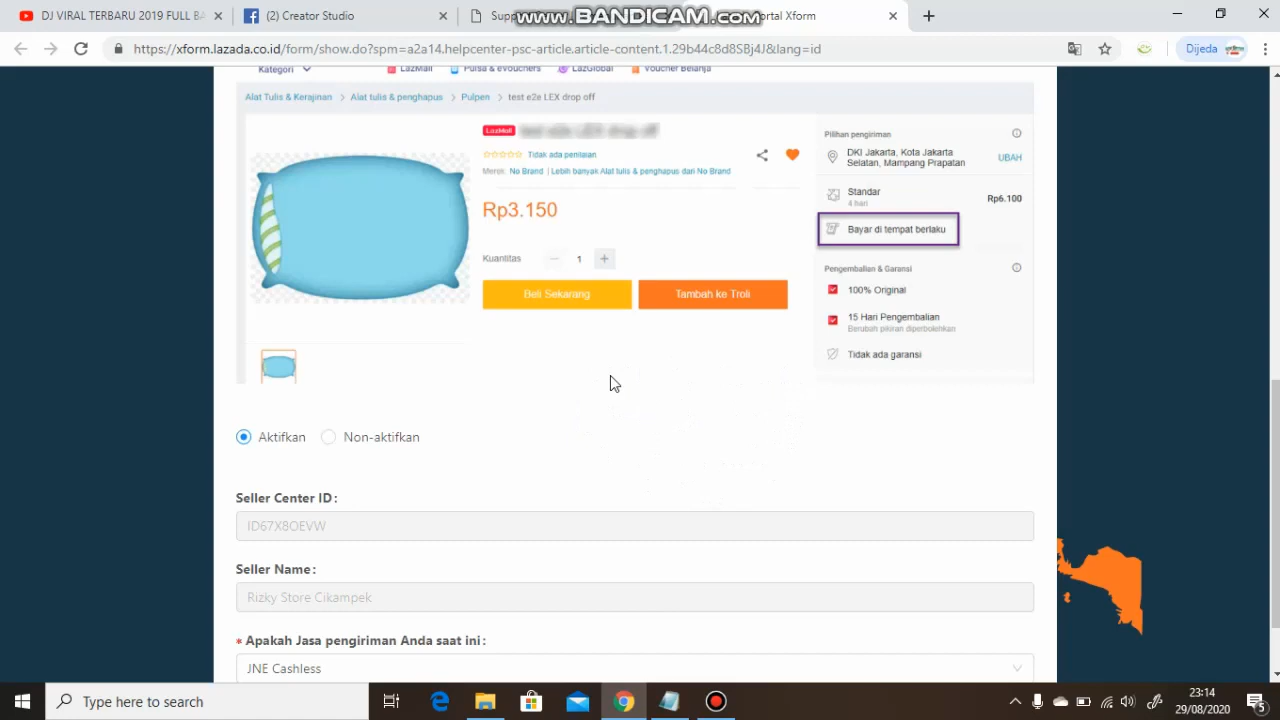 DJ VIRAL TERBARU 2019 FULL BA
(2) Creator Studio
Supp
www.BANDICAM.com
ortal Xform
https://xform.lazada.co.id/form/show.do?spm=a2a14.helpcenter-psc-article.article-content.1.29b44c8d8SBj4J&lang=id
Dijeda
Kategori
LazMall
Pulsa & eVouchers
LazGlobal
Voucher Belanja
Alat Tulis & Kerajinan > Alat tulis & penghapus > Pulpen > test e2e LEX drop off
LazMall test e2e LEX drop off
Tidak ada penilaian
Merek: No Brand | Lebih banyak Alat tulis & penghapus dari No Brand
Rp3.150
Kuantitas
1
Beli Sekarang
Tambah ke Troli
Pilihan pengiriman
DKI Jakarta, Kota Jakarta
Selatan, Mampang Prapatan
UBAH
Standar
4 hari
Rp6.100
Bayar di tempat berlaku
Pengembalian & Garansi
100% Original
15 Hari Pengembalian
Berubah pikiran diperbolehkan
Tidak ada garansi
Aktifkan
Non-aktifkan
Seller Center ID:
ID67X8OEVW
Seller Name:
Rizky Store Cikampek
* Apakah Jasa pengiriman Anda saat ini:
JNE Cashless
Type here to search
23:14
29/08/2020
5